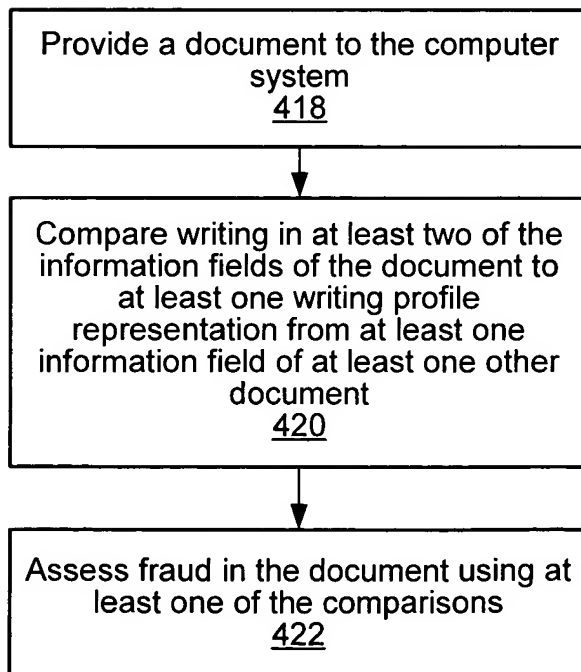 Provide a document to the computer
system
418
Compare writing in at least two of the
information fields of the document to
at least one writing profile
representation from at least one
information field of at least one other
document
420
Assess fraud in the document using at
least one of the comparisons
422